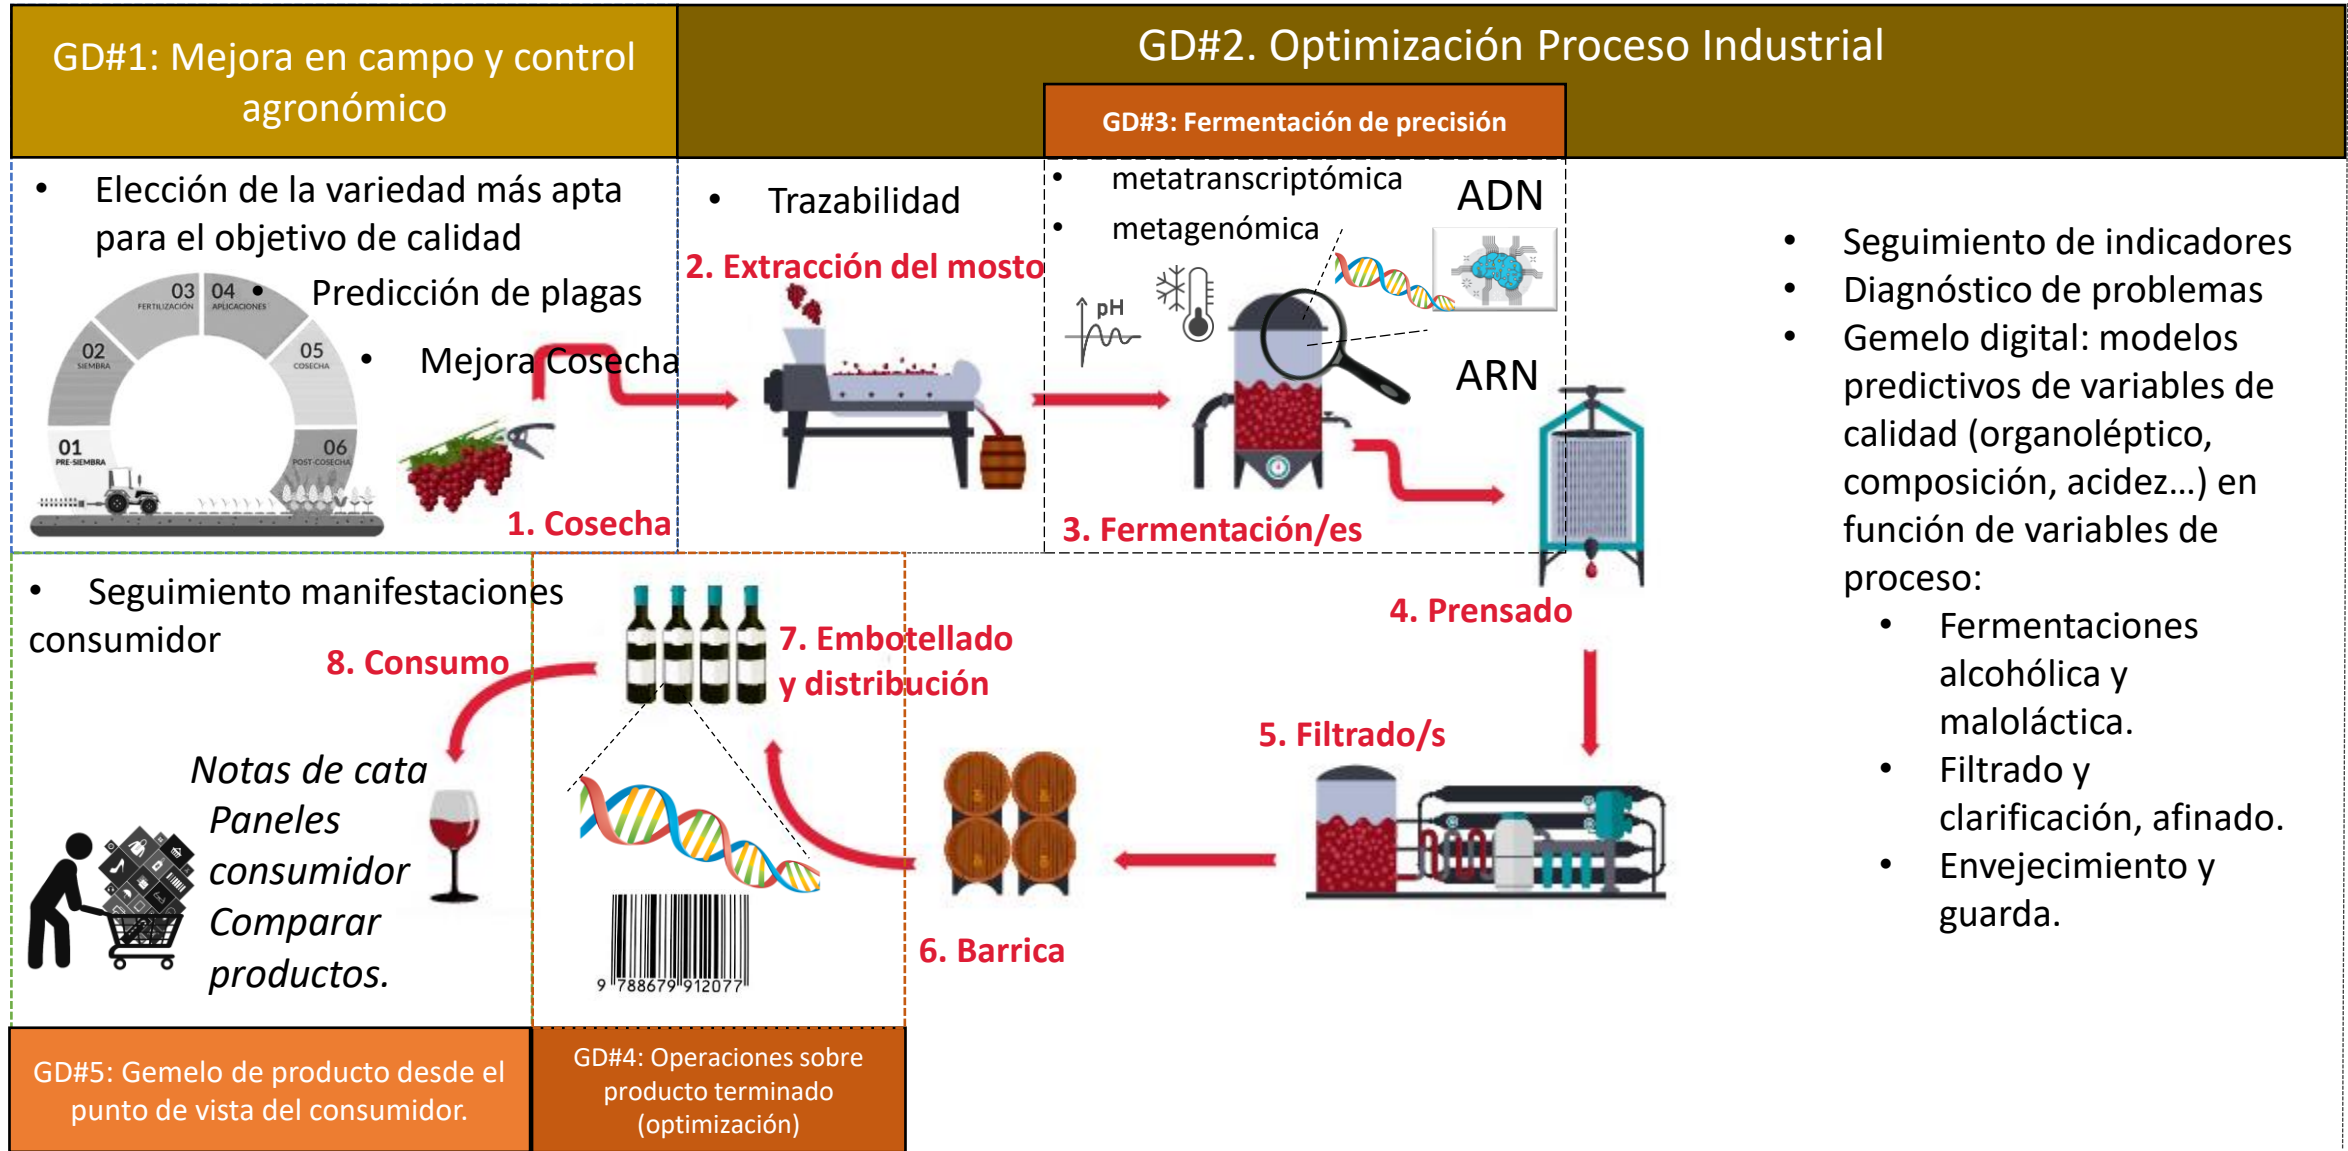 GD#1: Mejora en campo y control
agronómico
GD#2. Optimización Proceso Industrial
GD#3: Fermentación de precisión
• Elección de la variedad más apta
para el objetivo de calidad
• Predicción de plagas
• Mejora Cosecha
03
FERTILIZACIÓN
04
APLICACIONES
02
SIEMBRA
05
COSECHA
01
PRE-SIEMBRA
06
POST-COSECHA
1. Cosecha
• Trazabilidad
2. Extracción del mosto
• metatranscriptómica
• metagenómica
ADN
pH
ARN
3. Fermentación/es
4. Prensado
• Seguimiento de indicadores
• Diagnóstico de problemas
• Gemelo digital: modelos
predictivos de variables de
calidad (organoléptico,
composición, acidez…) en
función de variables de
proceso:
• Fermentaciones
alcohólica y
maloláctica.
• Filtrado y
clarificación, afinado.
• Envejecimiento y
guarda.
• Seguimiento manifestaciones
consumidor
8. Consumo
7. Embotellado
y distribución
5. Filtrado/s
6. Barrica
Notas de cata
Paneles
consumidor
Comparar
productos.
9 788679 912077
GD#5: Gemelo de producto desde el
punto de vista del consumidor.
GD#4: Operaciones sobre
producto terminado
(optimización)